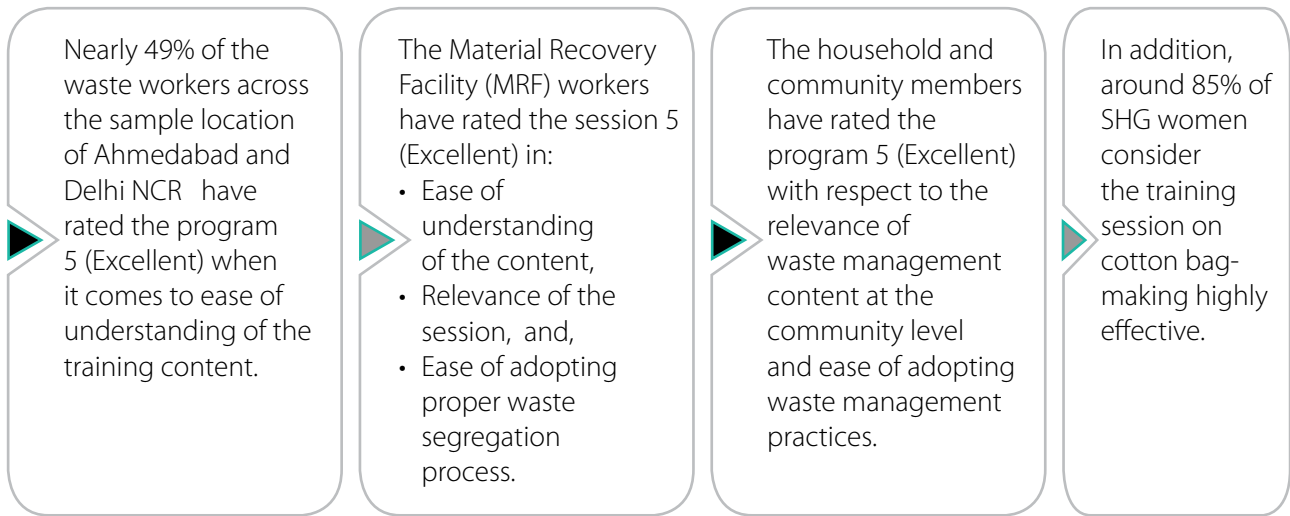 Nearly 49% of the
waste workers across
the sample location
of Ahmedabad and
Delhi NCR have
rated the program
5 (Excellent) when
it comes to ease of
understanding of the
training content.
The Material Recovery
Facility (MRF) workers
have rated the session 5
(Excellent) in:
• Ease of
understanding
of the content,
• Relevance of the
session, and,
• Ease of adopting
proper waste
segregation
process.
The household and
community members
have rated the
program 5 (Excellent)
with respect to the
relevance of
waste management
content at the
community level
and ease of adopting
waste management
practices.
In addition,
around 85% of
SHG women
consider
the training
session on
cotton bag-
making highly
effective.